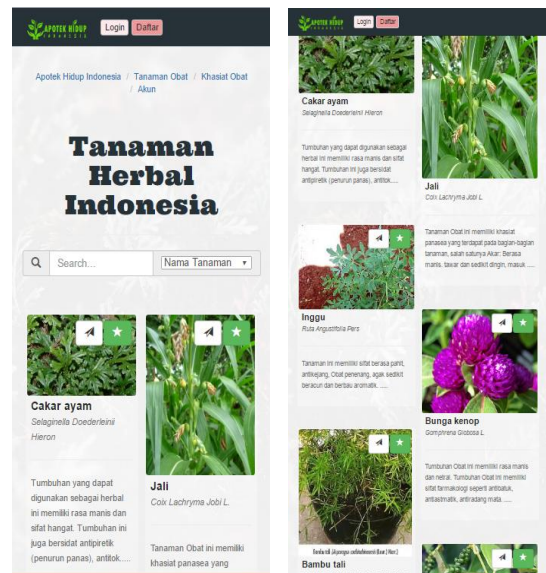 APOTEK HIDUP
INDONESIA
Login Daftar
Apotek Hidup Indonesia / Tanaman Obat / Khasiat Obat
/ Akun
Tanaman
Herbal
Indonesia
Search...
Nama Tanaman
Cakar ayam
Selaginella Doederleinii
Hieron
Tumbuhan yang dapat
digunakan sebagai herbal
ini memiliki rasa manis dan
sifat hangat. Tumbuhan ini
juga bersidat antipiretik
(penurun panas), antitok.....
Jali
Coix Lachryma Jobi L.
Tanaman Obat ini memiliki
khasiat panasea yang
APOTEK HIDUP
INDONESIA
Login Daftar
Cakar ayam
Selaginella Doederleinii Hieron
Tumbuhan yang dapat digunakan sebagai
herbal ini memiliki rasa manis dan sifat
hangat. Tumbuhan ini juga bersidat
antipiretik (penurun panas), antitok.....
Jali
Coix Lachryma Jobi L.
Tanaman Obat ini memiliki khasiat
panasea yang terdapat pada bagian-bagian
tanaman, salah satunya Akar: Berasa
manis, tawar dan sedikit dingin, masuk .....
Inggu
Ruta Angustifolia Pers
Tanaman ini memiliki sifat berasa pahit,
antikejang, Obat penenang, agak sedikit
beracun dan berbau aromatik. .....
Bunga kenop
Gomphrena Globosa L
Tumbuhan Obat ini memiliki rasa manis
dan netral. Tumbuhan Obat ini memiliki
sifat farmakologi seperti antibatuk,
antiastmatik, antiradang mata .....
Bambu tali